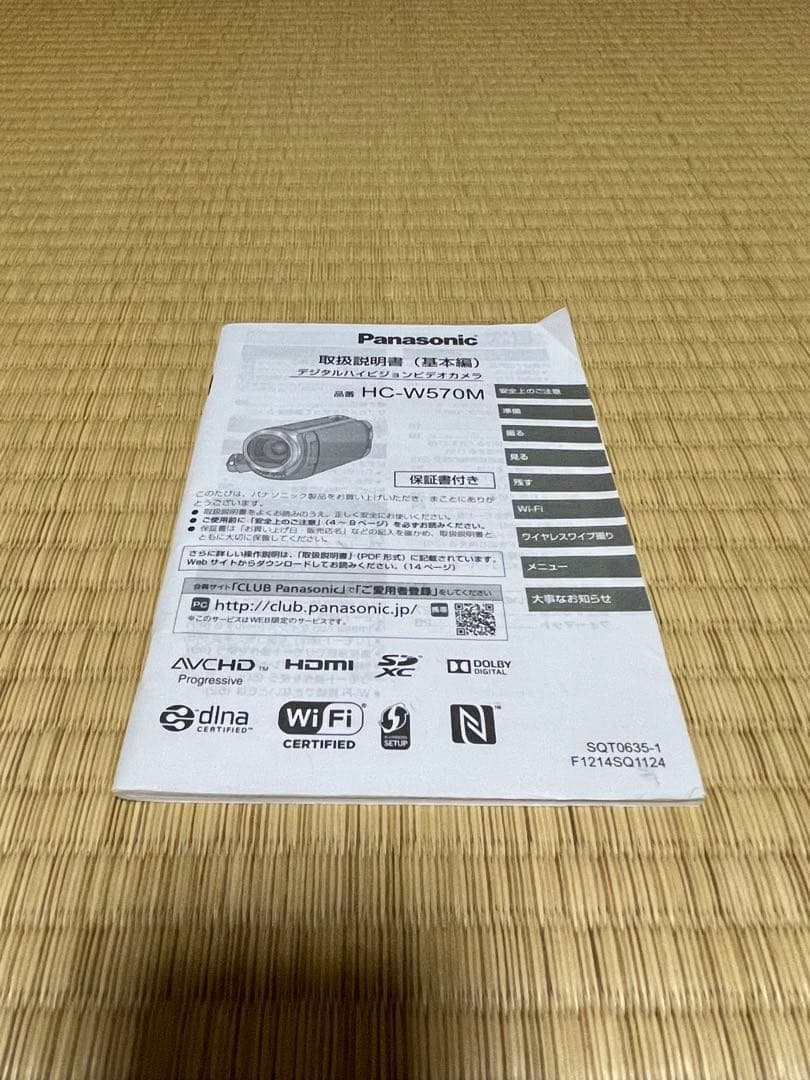 Panasonic
取扱説明書（基本編）
デジタルハイビジョンビデオカメラ
品番 HC-W570M
保証書付き
このたびは、パナソニック製品をお買い上げいただき、まことにありが
とうございます。
● 取扱説明書をよくお読みのうえ、正しく安全にお使いください。
● ご使用前に「安全上のご注意」（4～9ページ）を必ずお読みください。
● 保証書は「お買い上げ日・販売店名」などの記入を確かめ、取扱説明書と
ともに大切に保管してください。
さらに詳しい操作説明は、「取扱説明書」（PDF形式）に記載されています。
Webサイトからダウンロードしてお読みください。（14ページ）
会員サイト「CLUB Panasonic」で「ご愛用者登録」をしてください
PC http://club.panasonic.jp/ 携帯
※このサービスはWEB限定のサービスです。
安全上のご注意
準備
撮る
見る
残す
Wi-Fi
ワイヤレスワイプ撮り
メニュー
大事なお知らせ
AVCHD™
Progressive
HDMI
SD
XC
DOLBY
DIGITAL
dlna
CERTIFIED™
Wi Fi®
CERTIFIED
SETUP
N™
SQT0635-1
F1214SQ1124